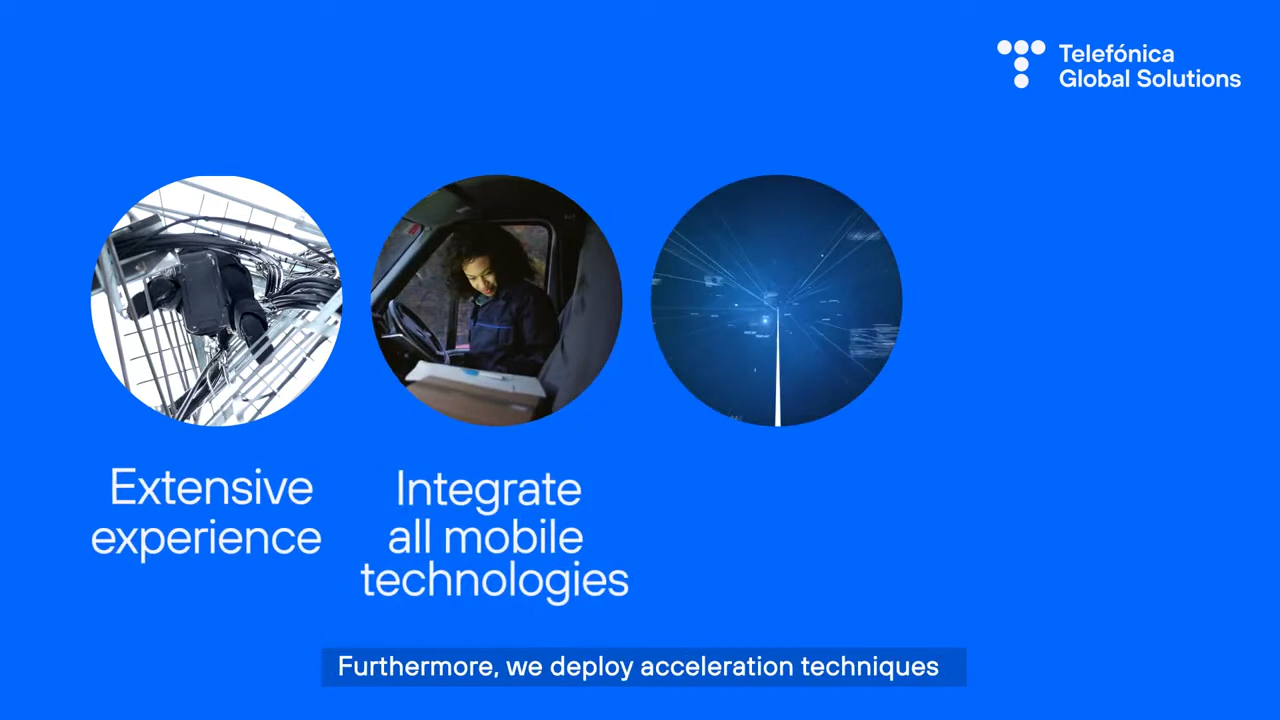 Telefónica
Global Solutions
Extensive
experience
Integrate
all mobile
technologies
Furthermore, we deploy acceleration techniques